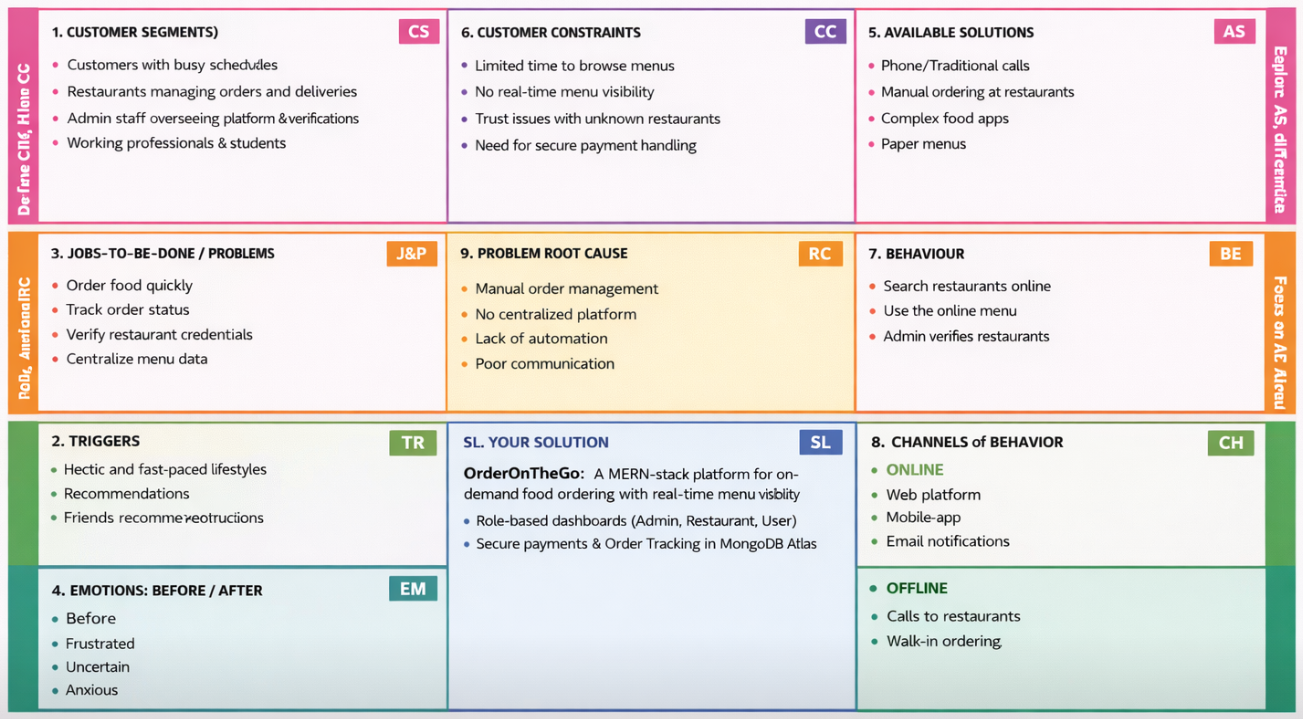 1. CUSTOMER SEGMENTS)
CS
• Customers with busy schedules
• Restaurants managing orders and deliveries
• Admin staff overseeing platform & verifications
• Working professionals & students
6. CUSTOMER CONSTRAINTS
CC
• Limited time to browse menus
• No real-time menu visibility
• Trust issues with unknown restaurants
• Need for secure payment handling
5. AVAILABLE SOLUTIONS
AS
• Phone/Traditional calls
• Manual ordering at restaurants
• Complex food apps
• Paper menus
AS,
3. JOBS-TO-BE-DONE / PROBLEMS
J&P
• Order food quickly
• Track order status
• Verify restaurant credentials
• Centralize menu data
9. PROBLEM ROOT CAUSE
RC
• Manual order management
• No centralized platform
• Lack of automation
• Poor communication
7. BEHAVIOUR
BE
• Search restaurants online
• Use the online menu
• Admin verifies restaurants
2. TRIGGERS
TR
• Hectic and fast-paced lifestyles
• Recommendations
• Friends
SL. YOUR SOLUTION
SL
OrderOnTheGo: A MERN-stack platform for on-
demand food ordering with real-time menu
• Role-based dashboards (Admin, Restaurant, User)
• Secure payments & Order Tracking in MongoDB Atlas
8. CHANNELS of BEHAVIOR
CH
• ONLINE
• Web platform
• Mobile-app
• Email notifications
4. EMOTIONS: BEFORE / AFTER
EM
• Before
• Frustrated
• Uncertain
• Anxious
• OFFLINE
• Calls to restaurants
• Walk-in ordering